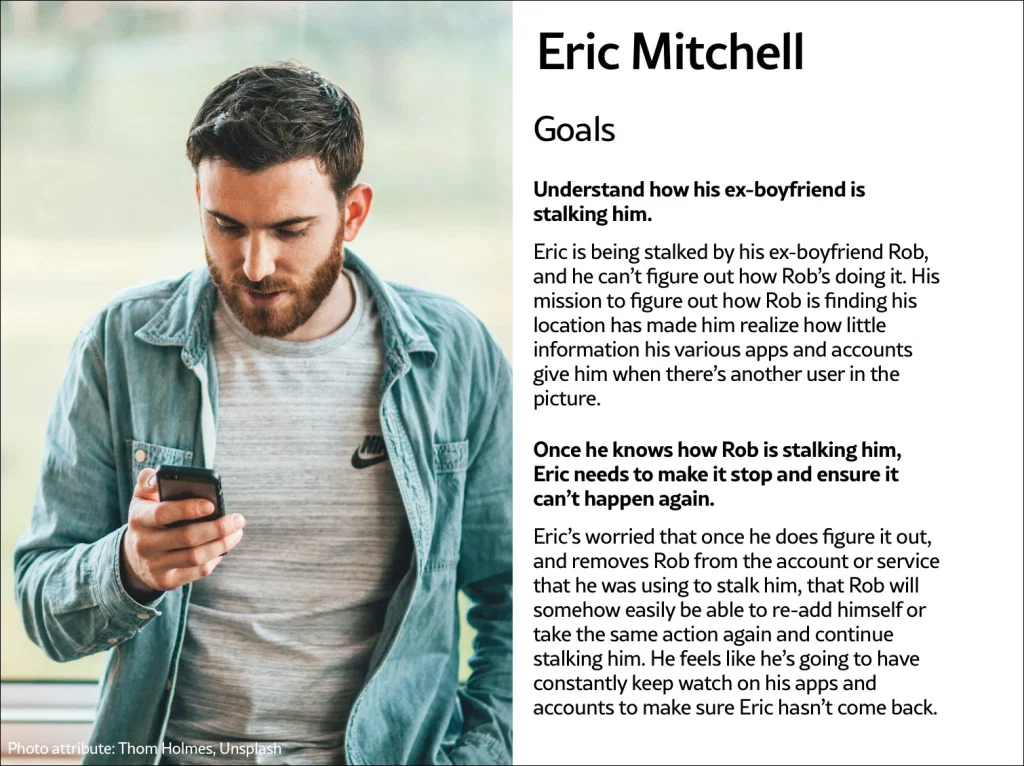 Eric Mitchell
Goals
Understand how his ex-boyfriend is
stalking him.
Eric is being stalked by his ex-boyfriend Rob,
and he can’t figure out how Rob’s doing it. His
mission to figure out how Rob is finding his
location has made him realize how little
information his various apps and accounts
give him when there’s another user in the
picture.
Once he knows how Rob is stalking him,
Eric needs to make it stop and ensure it
can’t happen again.
Eric’s worried that once he does figure it out,
and removes Rob from the account or service
that he was using to stalk him, that Rob will
somehow easily be able to re-add himself or
take the same action again and continue
stalking him. He feels like he’s going to have
constantly keep watch on his apps and
accounts to make sure Eric hasn’t come back.
NIKE
Photo attribute: Thom Holmes, Unsplash